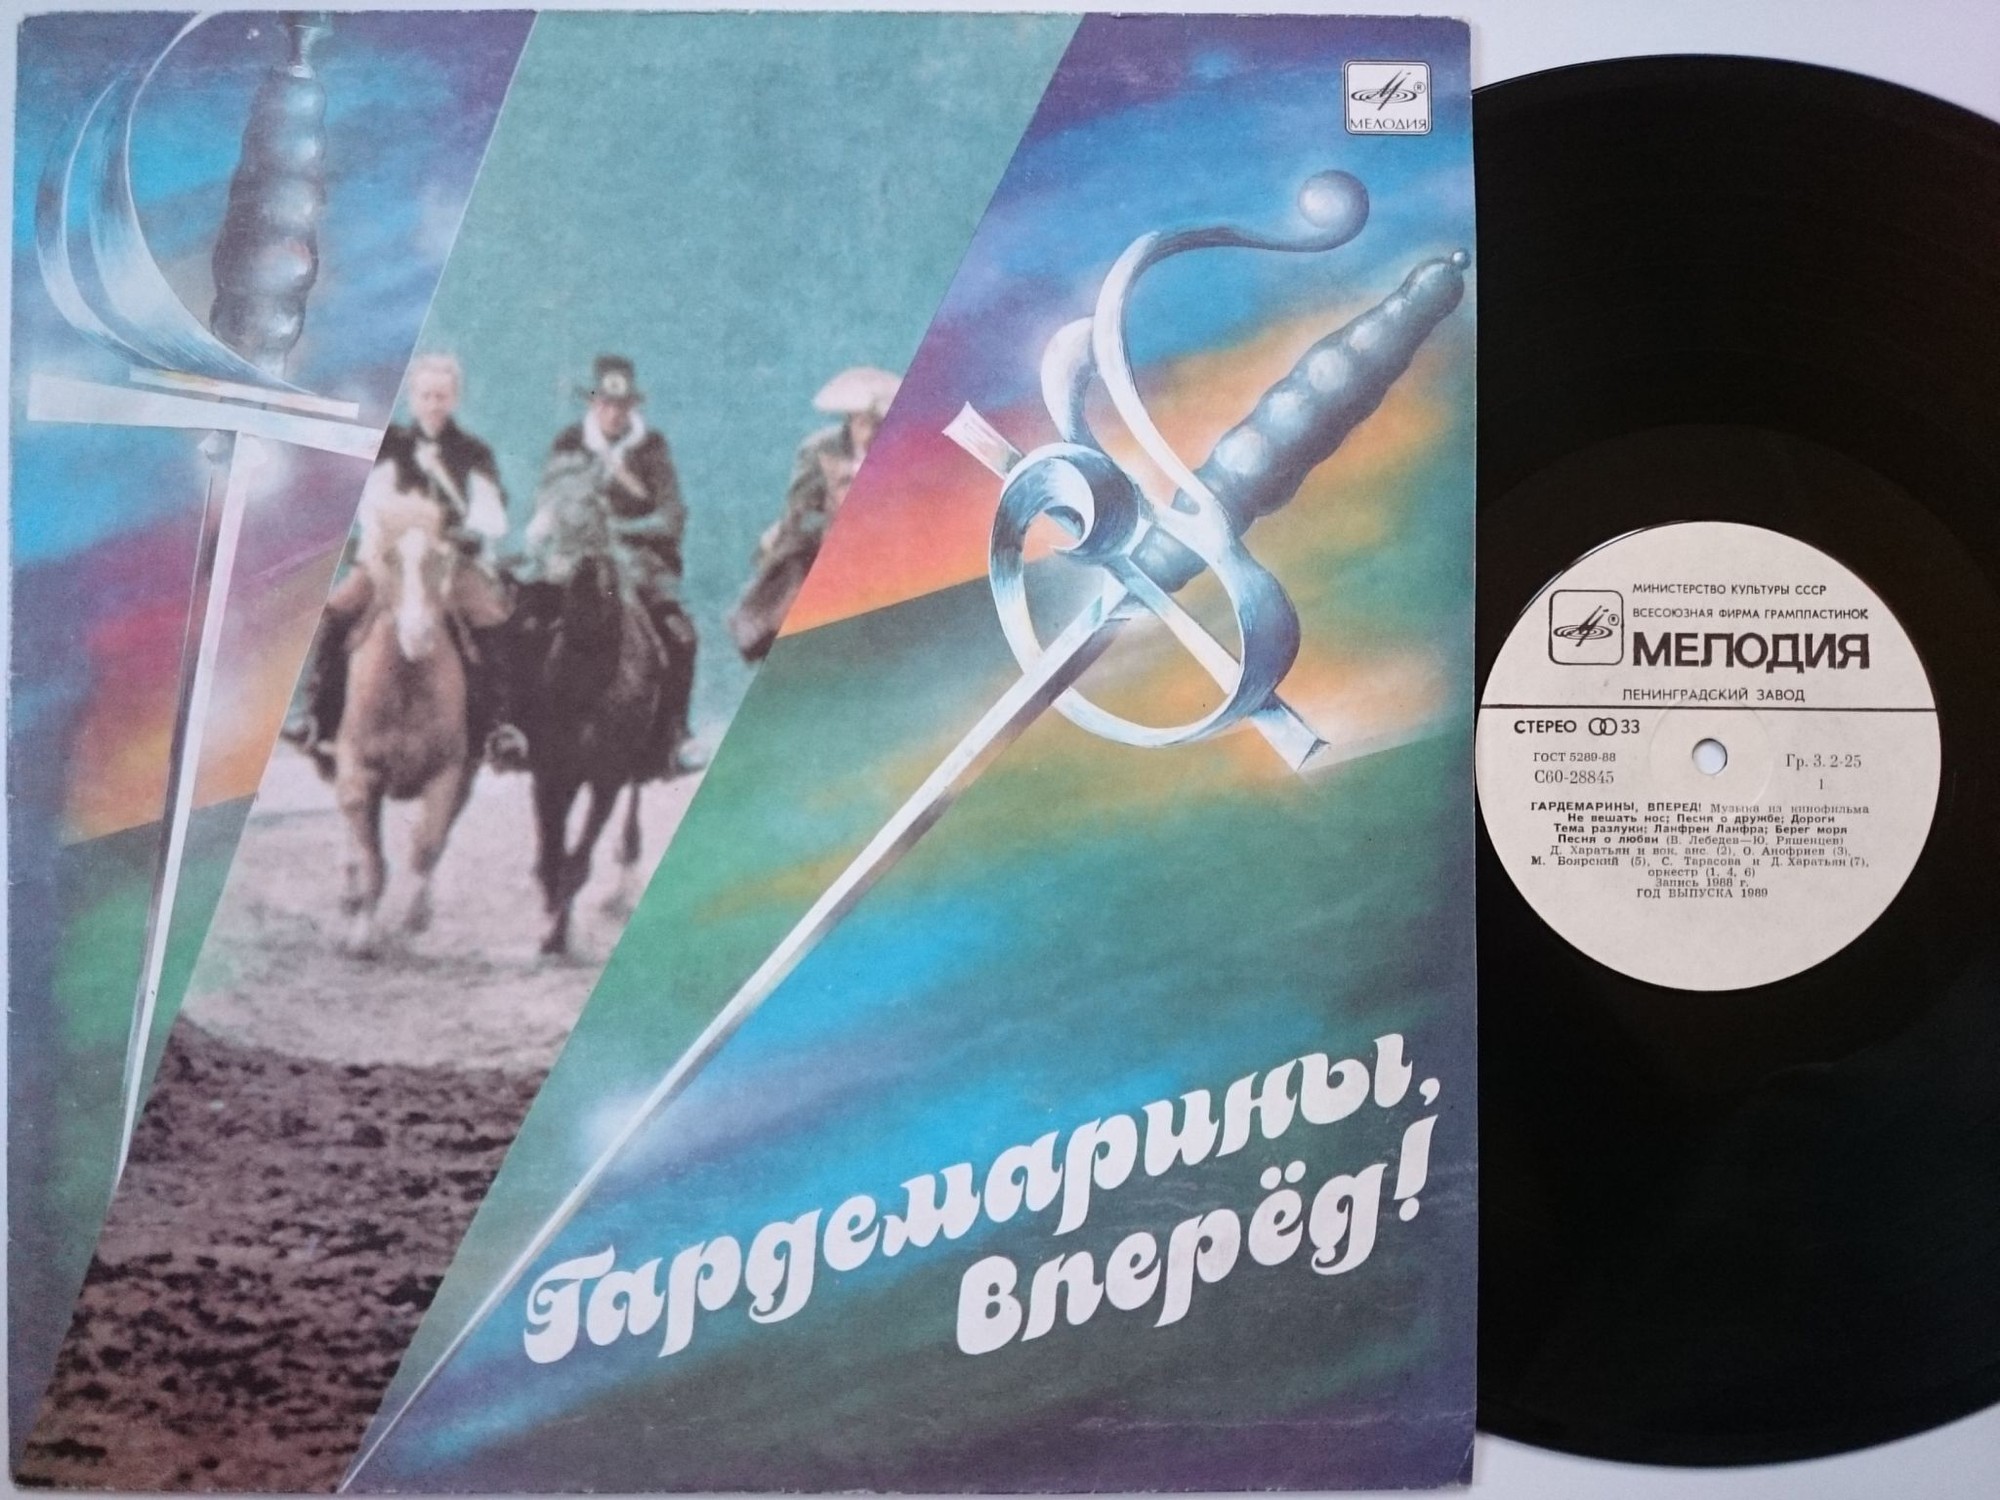 МЕЛОДИЯ
Гардемарины,
вперёд!
МИНИСТЕРСТВО КУЛЬТУРЫ СССР
ВСЕСОЮЗНАЯ ФИРМА ГРАМПЛАСТИНОК
МЕЛОДИЯ
ЛЕНИНГРАДСКИЙ ЗАВОД
СТЕРЕО 33
ГОСТ 5289-88
С60-28845
Гр. 3. 2-25
1
ГАРДЕМАРИНЫ, ВПЕРЕД! Музыка из кинофильма
Не вешать нос; Песня о дружбе; Дороги
Тема разлуки; Ланфрен Ланфра; Берег моря
Песня о любви (В. Лебедев—Ю. Ряшенцев)
Д. Харатьян и вок. анс. (2), О. Анофриев (3),
М. Боярский (5), С. Тарасова и Д. Харатьян (7),
оркестр (1, 4, 6)
Запись 1988 г.
ГОД ВЫПУСКА 1989